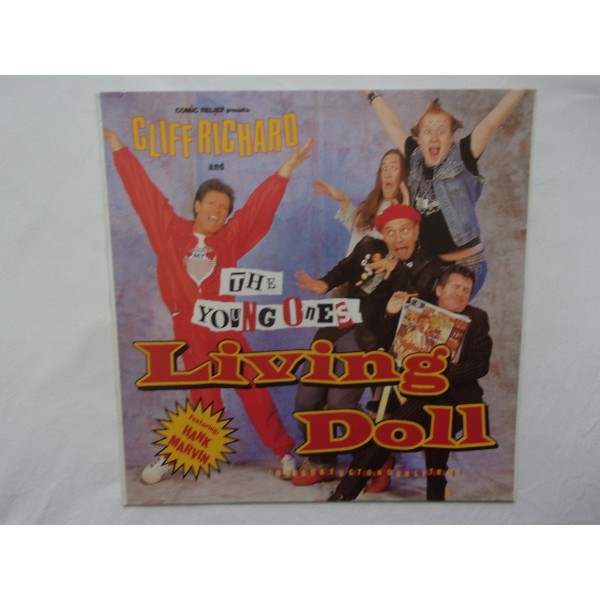 COMIC RELIEF presents:
CLIFF RICHARD
and
THE
YOUNG ONES
Living
Doll
Featuring:
HANK
MARVIN